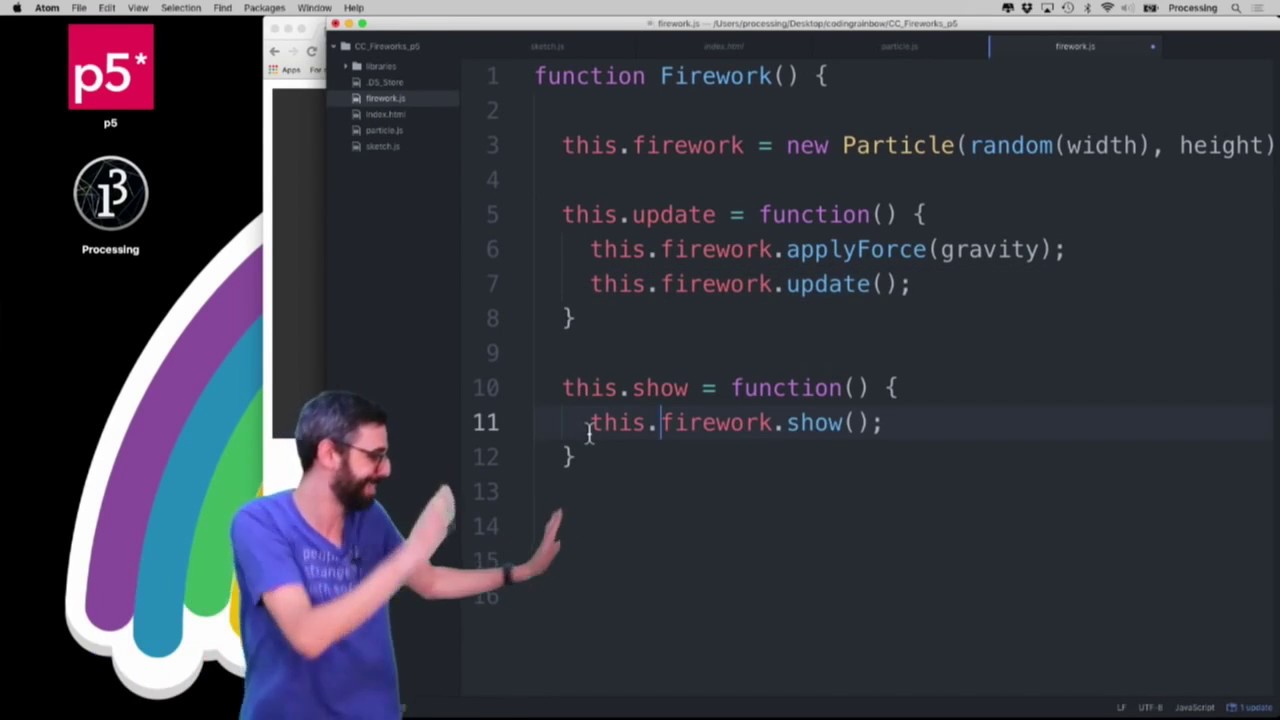 Atom File Edit View Selection Find Packages Window Help Processing
firework.js — /Users/processing/Desktop/codingrainbow/CC_Fireworks_p5
CC_Fireworks_p5
libraries
.DS_Store
firework.js
index.html
particle.js
sketch.js
sketch.js index.html particle.js firework.js
Apps For
p5*
p5
Processing
1 function Firework() {
2
3 this.firework = new Particle(random(width), height)
4
5 this.update = function() {
6 this.firework.applyForce(gravity);
7 this.firework.update();
8 }
9
10 this.show = function() {
11 this.firework.show();
12 }
13
14
15
16
strange
LF UTF-8 JavaScript 1 update